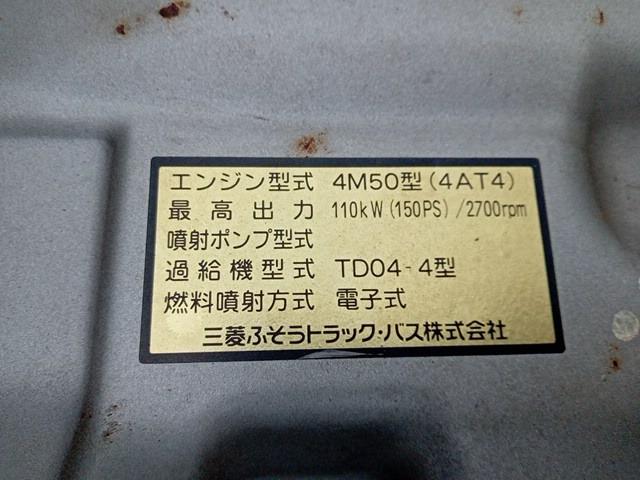 エンジン型式 4M50型(4AT4)
最高出力 110kW(150PS)/2700rpm
噴射ポンプ型式
過給機型式 TD04-4型
燃料噴射方式 電子式
三菱ふそうトラック・バス株式会社